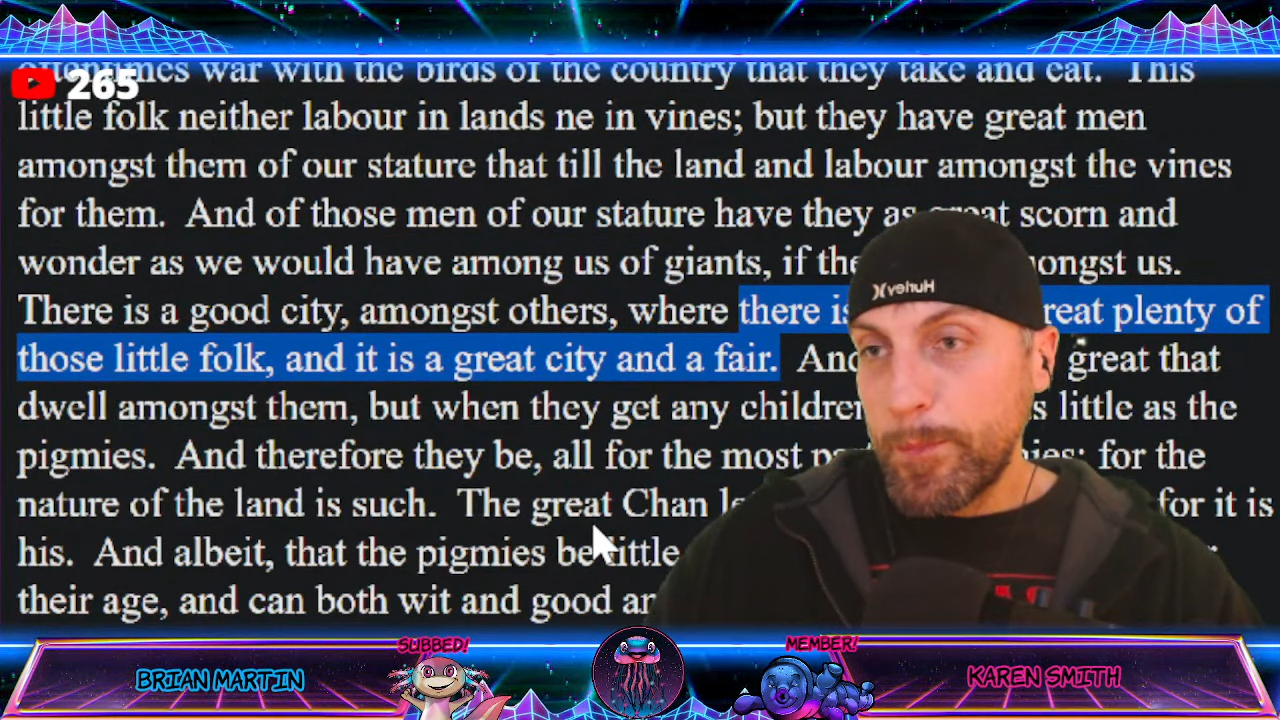 oftentimes war with the birds of the country that they take and eat. This
265
little folk neither labour in lands ne in vines; but they have great men
amongst them of our stature that till the land and labour amongst the vines
for them. And of those men of our stature have they as great scorn and
wonder as we would have among us of giants, if the ongst us.
There is a good city, amongst others, where there is reat plenty of
those little folk, and it is a great city and a fair. And great that
dwell amongst them, but when they get any children s little as the
pigmies. And therefore they be, all for the most pa ies; for the
nature of the land is such. The great Chan le for it is
his. And albeit, that the pigmies be little
their age, and can both wit and good an
Hurley
SUBBED!
MEMBER!
BRIAN MARTIN
KAREN SMITH